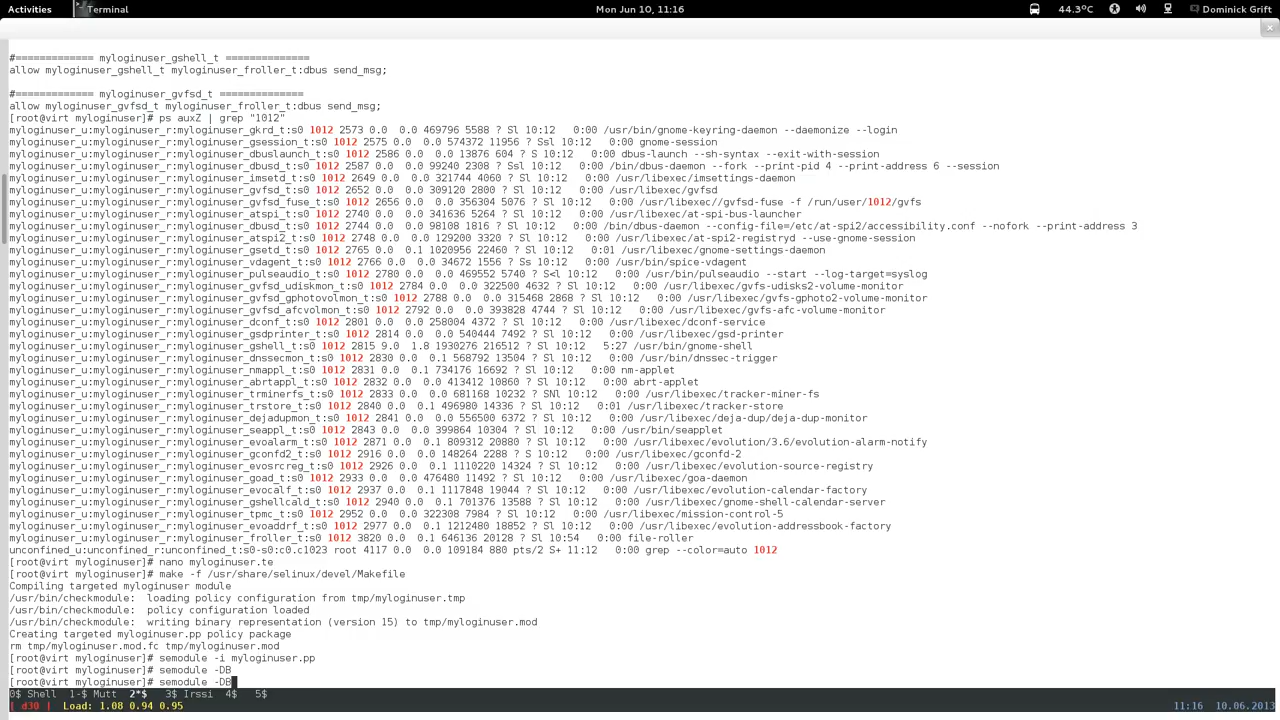 Activities Terminal Mon Jun 10, 11:16 44.3°C Dominick Grift
#============= myloginuser_gshell_t ==============
allow myloginuser_gshell_t myloginuser_froller_t:dbus send_msg;
#============= myloginuser_gvfsd_t ==============
allow myloginuser_gvfsd_t myloginuser_froller_t:dbus send_msg;
[root@virt myloginuser]# ps auxZ | grep "1012"
myloginuser_u:myloginuser_r:myloginuser_gkrd_t:s0 1012 2573 0.0 0.0 469796 5588 ? Sl 10:12 0:00 /usr/bin/gnome-keyring-daemon --daemonize --login
myloginuser_u:myloginuser_r:myloginuser_gsession_t:s0 1012 2575 0.0 0.0 574372 11956 ? Ssl 10:12 0:00 gnome-session
myloginuser_u:myloginuser_r:myloginuser_dbuslaunch_t:s0 1012 2586 0.0 0.0 13876 604 ? S 10:12 0:00 dbus-launch --sh-syntax --exit-with-session
myloginuser_u:myloginuser_r:myloginuser_dbusd_t:s0 1012 2587 0.0 0.0 99240 2308 ? Ssl 10:12 0:00 /bin/dbus-daemon --fork --print-pid 4 --print-address 6 --session
myloginuser_u:myloginuser_r:myloginuser_imsetd_t:s0 1012 2649 0.0 0.0 321744 4060 ? Sl 10:12 0:00 /usr/libexec/imsettings-daemon
myloginuser_u:myloginuser_r:myloginuser_gvfsd_t:s0 1012 2652 0.0 0.0 309120 2800 ? Sl 10:12 0:00 /usr/libexec/gvfsd
myloginuser_u:myloginuser_r:myloginuser_gvfsd_fuse_t:s0 1012 2656 0.0 0.0 356304 5076 ? Sl 10:12 0:00 /usr/libexec//gvfsd-fuse -f /run/user/1012/gvfs
myloginuser_u:myloginuser_r:myloginuser_atspi_t:s0 1012 2740 0.0 0.0 341636 5264 ? Sl 10:12 0:00 /usr/libexec/at-spi-bus-launcher
myloginuser_u:myloginuser_r:myloginuser_dbusd_t:s0 1012 2744 0.0 0.0 98108 1816 ? Sl 10:12 0:00 /bin/dbus-daemon --config-file=/etc/at-spi2/accessibility.conf --nofork --print-address 3
myloginuser_u:myloginuser_r:myloginuser_atspi2_t:s0 1012 2748 0.0 0.0 129200 3320 ? Sl 10:12 0:00 /usr/libexec/at-spi2-registryd --use-gnome-session
myloginuser_u:myloginuser_r:myloginuser_gsetd_t:s0 1012 2765 0.0 0.1 1020956 22460 ? Sl 10:12 0:01 /usr/libexec/gnome-settings-daemon
myloginuser_u:myloginuser_r:myloginuser_vdagent_t:s0 1012 2766 0.0 0.0 34672 1556 ? Ss 10:12 0:00 /usr/bin/spice-vdagent
myloginuser_u:myloginuser_r:myloginuser_pulseaudio_t:s0 1012 2780 0.0 0.0 469552 5740 ? S<l 10:12 0:00 /usr/bin/pulseaudio --start --log-target=syslog
myloginuser_u:myloginuser_r:myloginuser_gvfsd_udiskmon_t:s0 1012 2784 0.0 0.0 322500 4632 ? Sl 10:12 0:00 /usr/libexec/gvfs-udisks2-volume-monitor
myloginuser_u:myloginuser_r:myloginuser_gvfsd_gphotovolmon_t:s0 1012 2788 0.0 0.0 315468 2868 ? Sl 10:12 0:00 /usr/libexec/gvfs-gphoto2-volume-monitor
myloginuser_u:myloginuser_r:myloginuser_gvfsd_afcvolmon_t:s0 1012 2792 0.0 0.0 393828 4744 ? Sl 10:12 0:00 /usr/libexec/gvfs-afc-volume-monitor
myloginuser_u:myloginuser_r:myloginuser_dconf_t:s0 1012 2801 0.0 0.0 258004 4372 ? Sl 10:12 0:00 /usr/libexec/dconf-service
myloginuser_u:myloginuser_r:myloginuser_gsdprinter_t:s0 1012 2814 0.0 0.0 540444 7492 ? Sl 10:12 0:00 /usr/libexec/gsd-printer
myloginuser_u:myloginuser_r:myloginuser_gshell_t:s0 1012 2815 9.0 1.8 1930276 216512 ? Sl 10:12 5:27 /usr/bin/gnome-shell
myloginuser_u:myloginuser_r:myloginuser_dnssecmon_t:s0 1012 2830 0.0 0.1 568792 13504 ? Sl 10:12 0:00 /usr/bin/dnssec-trigger
myloginuser_u:myloginuser_r:myloginuser_nmappl_t:s0 1012 2831 0.0 0.1 734176 16692 ? Sl 10:12 0:00 nm-applet
myloginuser_u:myloginuser_r:myloginuser_abrtappl_t:s0 1012 2832 0.0 0.0 413412 10860 ? Sl 10:12 0:00 abrt-applet
myloginuser_u:myloginuser_r:myloginuser_trminerfs_t:s0 1012 2833 0.0 0.0 681168 10232 ? SNl 10:12 0:00 /usr/libexec/tracker-miner-fs
myloginuser_u:myloginuser_r:myloginuser_trstore_t:s0 1012 2840 0.0 0.1 496980 14336 ? Sl 10:12 0:01 /usr/libexec/tracker-store
myloginuser_u:myloginuser_r:myloginuser_dejadupmon_t:s0 1012 2841 0.0 0.0 556500 6372 ? Sl 10:12 0:00 /usr/libexec/deja-dup/deja-dup-monitor
myloginuser_u:myloginuser_r:myloginuser_seappl_t:s0 1012 2843 0.0 0.0 399864 10304 ? Sl 10:12 0:00 /usr/bin/seapplet
myloginuser_u:myloginuser_r:myloginuser_evoalarm_t:s0 1012 2871 0.0 0.1 809312 20880 ? Sl 10:12 0:00 /usr/libexec/evolution/3.6/evolution-alarm-notify
myloginuser_u:myloginuser_r:myloginuser_gconfd2_t:s0 1012 2916 0.0 0.0 148264 2288 ? S 10:12 0:00 /usr/libexec/gconfd-2
myloginuser_u:myloginuser_r:myloginuser_evosrcreg_t:s0 1012 2926 0.0 0.1 1110220 14324 ? Sl 10:12 0:00 /usr/libexec/evolution-source-registry
myloginuser_u:myloginuser_r:myloginuser_goad_t:s0 1012 2933 0.0 0.0 476480 11492 ? Sl 10:12 0:00 /usr/libexec/goa-daemon
myloginuser_u:myloginuser_r:myloginuser_evocalf_t:s0 1012 2937 0.0 0.1 1117848 19044 ? Sl 10:12 0:00 /usr/libexec/evolution-calendar-factory
myloginuser_u:myloginuser_r:myloginuser_gshellcald_t:s0 1012 2940 0.0 0.1 701376 13588 ? Sl 10:12 0:00 /usr/libexec/gnome-shell-calendar-server
myloginuser_u:myloginuser_r:myloginuser_tpmc_t:s0 1012 2952 0.0 0.0 322308 7984 ? Sl 10:12 0:00 /usr/libexec/mission-control-5
myloginuser_u:myloginuser_r:myloginuser_evoaddrf_t:s0 1012 2977 0.0 0.1 1212480 18852 ? Sl 10:12 0:00 /usr/libexec/evolution-addressbook-factory
myloginuser_u:myloginuser_r:myloginuser_froller_t:s0 1012 3820 0.0 0.1 646136 20128 ? Sl 10:54 0:00 file-roller
unconfined_u:unconfined_r:unconfined_t:s0-s0:c0.c1023 root 4117 0.0 0.0 109184 880 pts/2 S+ 11:12 0:00 grep --color=auto 1012
[root@virt myloginuser]# nano myloginuser.te
[root@virt myloginuser]# make -f /usr/share/selinux/devel/Makefile
Compiling targeted myloginuser module
/usr/bin/checkmodule: loading policy configuration from tmp/myloginuser.tmp
/usr/bin/checkmodule: policy configuration loaded
/usr/bin/checkmodule: writing binary representation (version 15) to tmp/myloginuser.mod
Creating targeted myloginuser.pp policy package
rm tmp/myloginuser.mod.fc tmp/myloginuser.mod
[root@virt myloginuser]# semodule -i myloginuser.pp
[root@virt myloginuser]# semodule -DB
[root@virt myloginuser]# semodule -DB
0$ Shell 1-$ Mutt 2*$ 3$ Irssi 4$ 5$
| d30 | Load: 1.08 0.94 0.95 11:16 10.06.2013